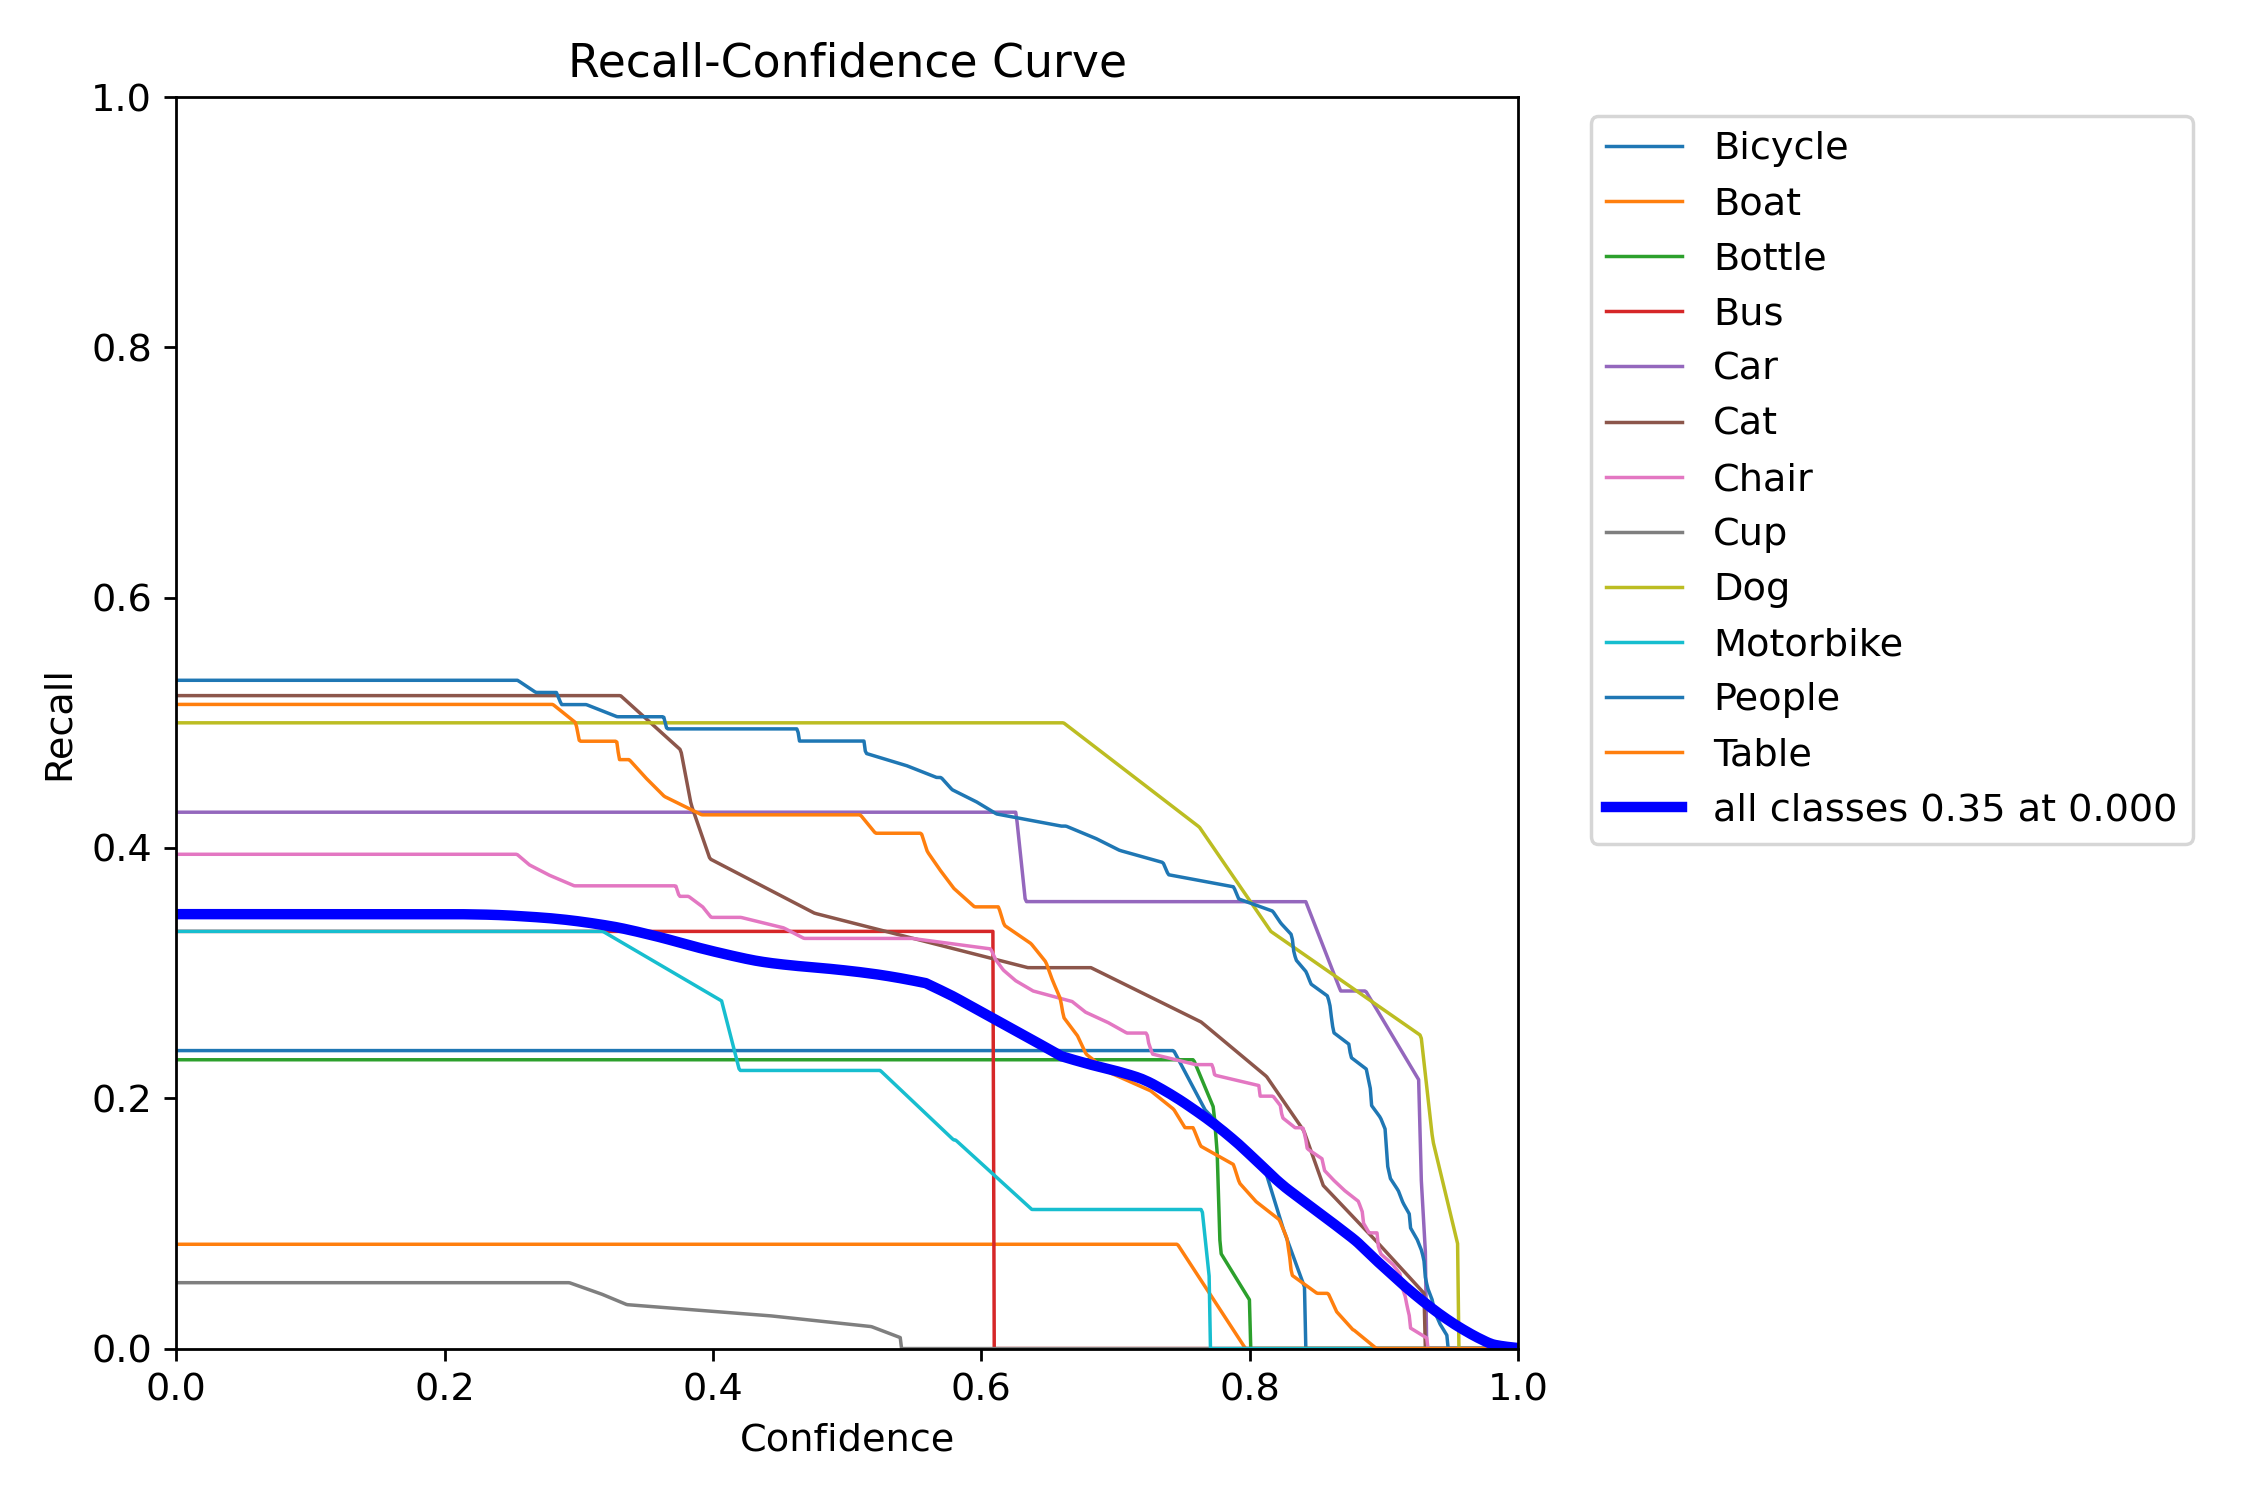 Recall-Confidence Curve
1.0
0.8
0.6
0.4
0.2
0.0
Recall
0.0 0.2 0.4 0.6 0.8 1.0
Confidence
Bicycle
Boat
Bottle
Bus
Car
Cat
Chair
Cup
Dog
Motorbike
People
Table
all classes 0.35 at 0.000